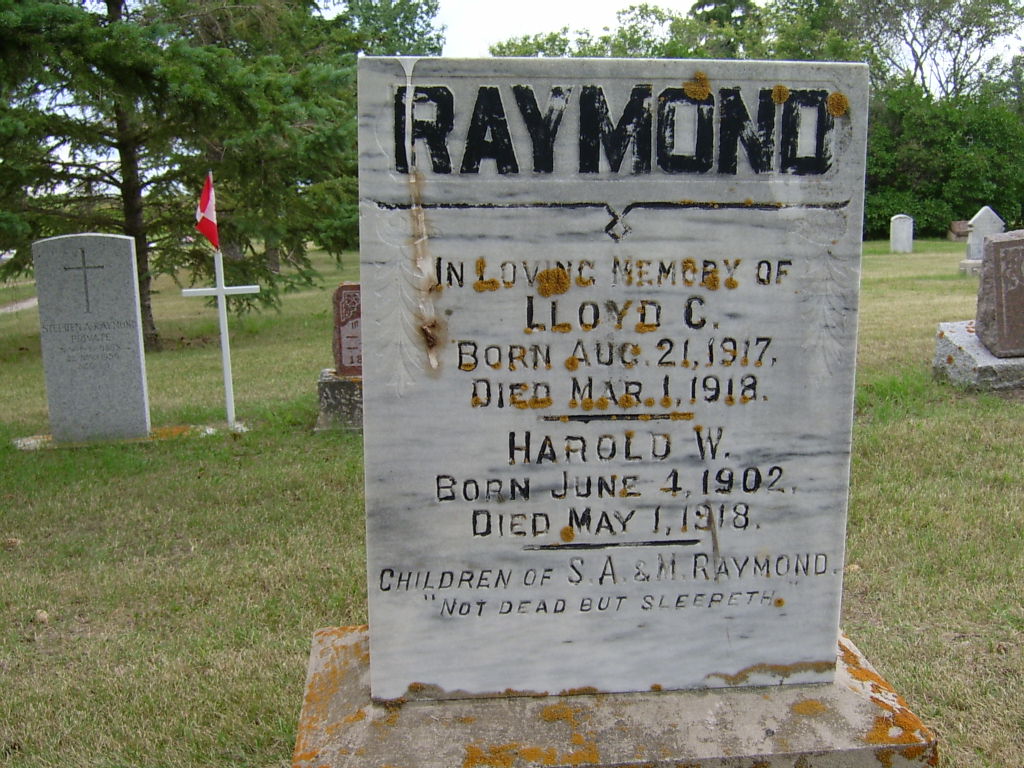 RAYMOND
IN LOVING MEMORY OF
LLOYD C.
BORN AUG. 21, 1917,
DIED MAR. 1, 1918.
HAROLD W.
BORN JUNE 4, 1902,
DIED MAY 1, 1918.
CHILDREN OF S. A. & M. RAYMOND.
"NOT DEAD BUT SLEEPETH.
STEPHEN A. RAYMOND
PRIVATE